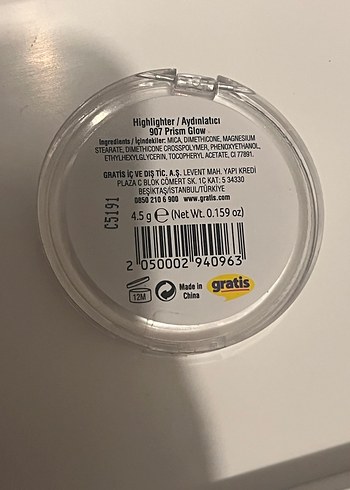 Highlighter / Aydınlatıcı
907 Prism Glow
Ingredients / İçindekiler: MICA, DIMETHICONE, MAGNESIUM
STEARATE, DIMETHICONE CROSSPOLYMER, PHENOXYETHANOL,
ETHYLHEXYLGLYCERIN, TOCOPHERYL ACETATE, CI 77891.
GRATİS İÇ VE DIŞ TİC. A.Ş. LEVENT MAH. YAPI KREDİ
PLAZA C BLOK CÖMERT SK. 1C KAT: 5 34330
BEŞİKTAŞ/İSTANBUL/TÜRKİYE
0850 210 6 900 www.gratis.com
C5191
4.5 g e (Net Wt. 0.159 oz)
2 050002 940963
12M
Made in
China
gratis